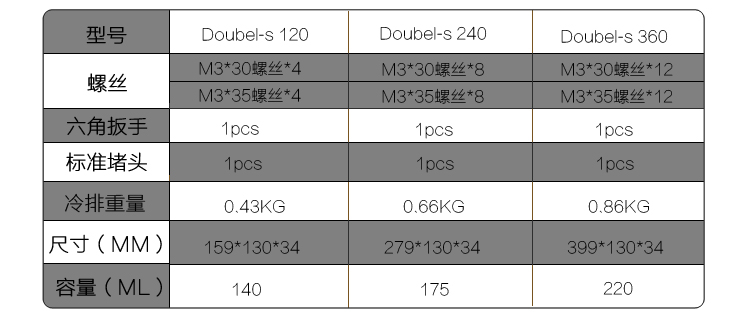 型号 Doubel-s 120 Doubel-s 240 Doubel-s 360
螺丝 M3*30螺丝*4 M3*30螺丝*8 M3*30螺丝*12
M3*35螺丝*4 M3*35螺丝*8 M3*35螺丝*12
六角扳手 1pcs 1pcs 1pcs
标准堵头 1pcs 1pcs 1pcs
冷排重量 0.43KG 0.66KG 0.86KG
尺寸（MM） 159*130*34 279*130*34 399*130*34
容量（ML） 140 175 220